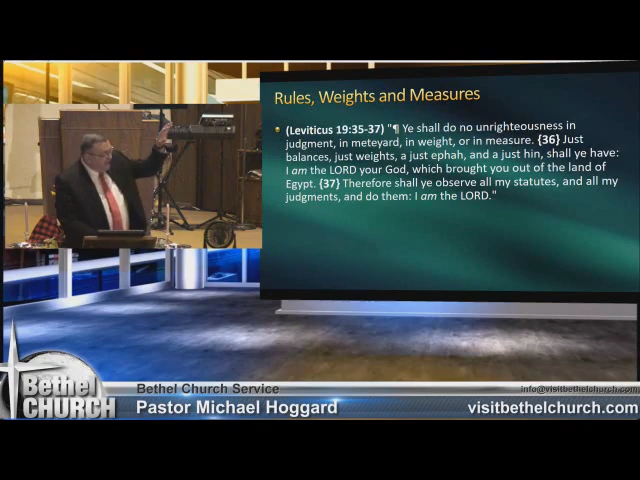 Rules, Weights and Measures
(Leviticus 19:35-37) "¶ Ye shall do no unrighteousness in
judgment, in meteyard, in weight, or in measure. {36} Just
balances, just weights, a just ephah, and a just hin, shall ye have:
I am the LORD your God, which brought you out of the land of
Egypt. {37} Therefore shall ye observe all my statutes, and all my
judgments, and do them: I am the LORD."
Bethel
CHURCH
Bethel Church Service
info@visitbethelchurch.com
Pastor Michael Hoggard
visitbethelchurch.com